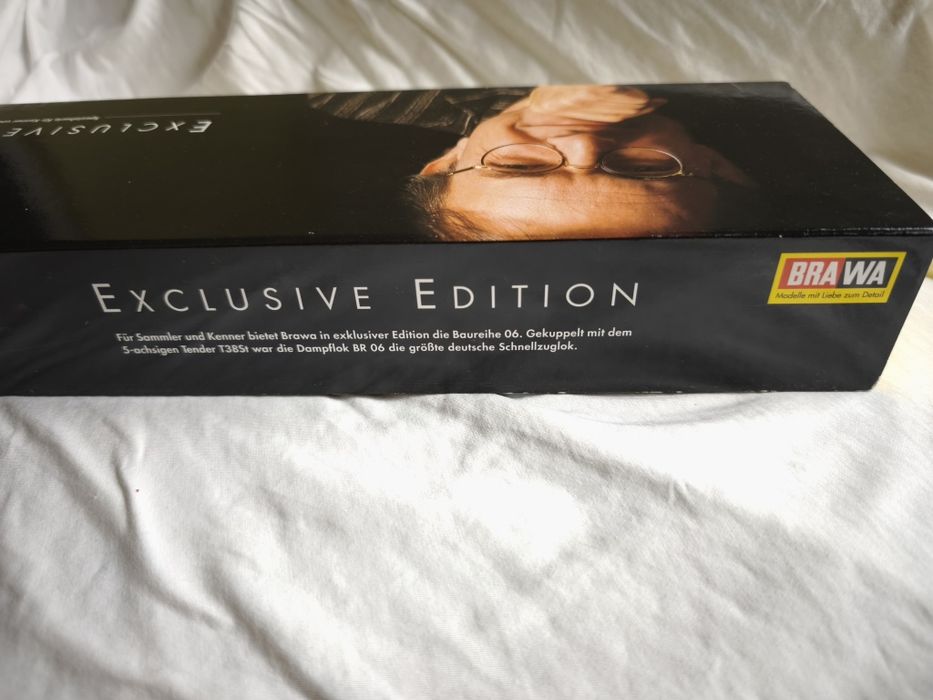 EXCLUSIVE
EXCLUSIVE EDITION
BRAWA
Modelle mit Liebe zum Detail
Für Sammler und Kenner bietet Brawa in exklusiver Edition die Baureihe 06. Gekuppelt mit dem
5-achsigen Tender T38St war die Dampflok BR 06 die größte deutsche Schnellzuglok.